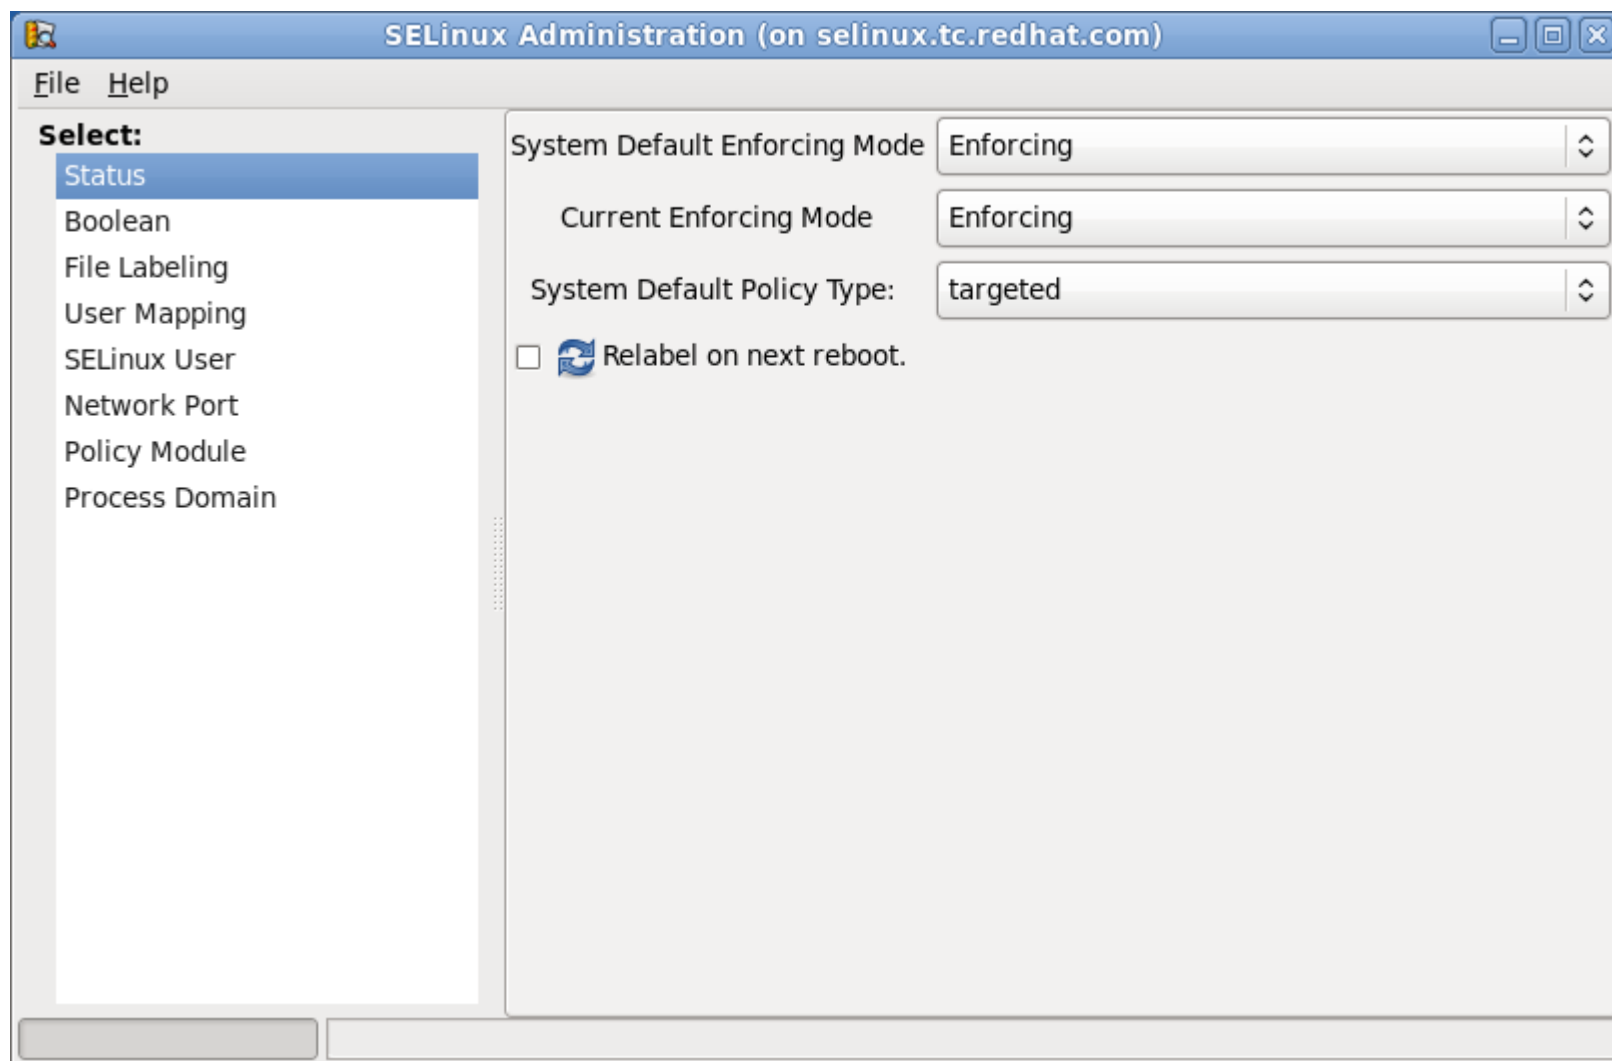 SELinux Administration (on selinux.tc.redhat.com)
File Help
Select:
Status
Boolean
File Labeling
User Mapping
SELinux User
Network Port
Policy Module
Process Domain
System Default Enforcing Mode Enforcing
Current Enforcing Mode Enforcing
System Default Policy Type: targeted
Relabel on next reboot.